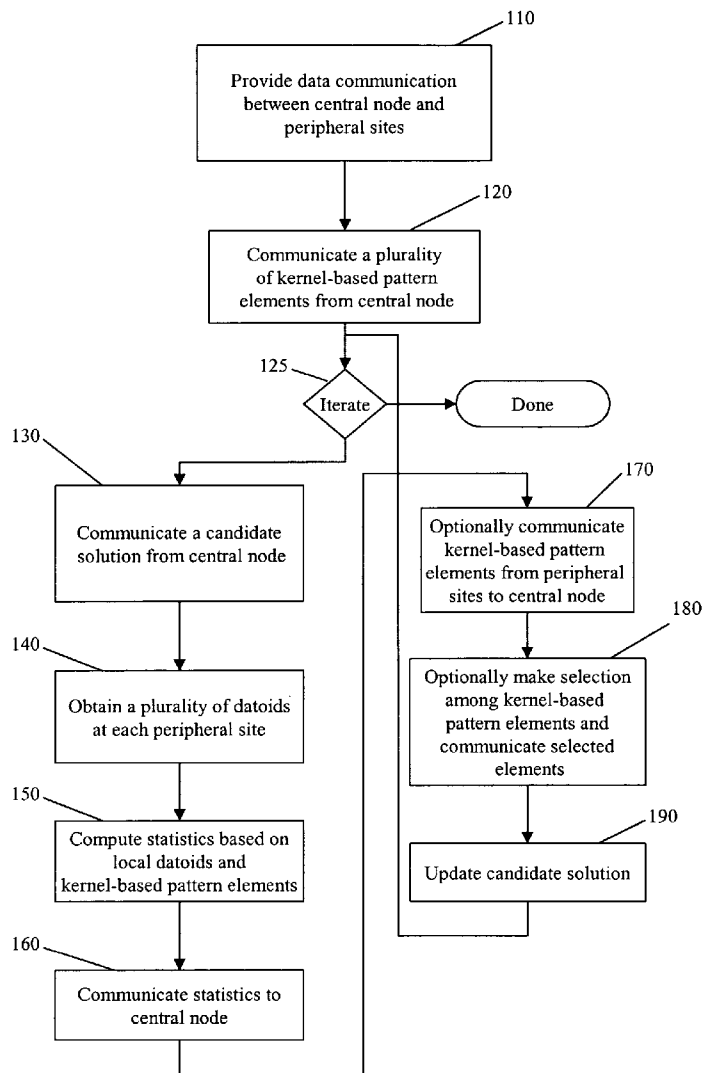 110
Provide data communication
between central node and
peripheral sites
120
Communicate a plurality
of kernel-based pattern
elements from central node
125
Iterate
Done
130
Communicate a candidate
solution from central node
140
Obtain a plurality of datoids
at each peripheral site
150
Compute statistics based on
local datoids and
kernel-based pattern elements
160
Communicate statistics to
central node
170
Optionally communicate
kernel-based pattern
elements from peripheral
sites to central node
180
Optionally make selection
among kernel-based
pattern elements and
communicate selected
elements
190
Update candidate solution